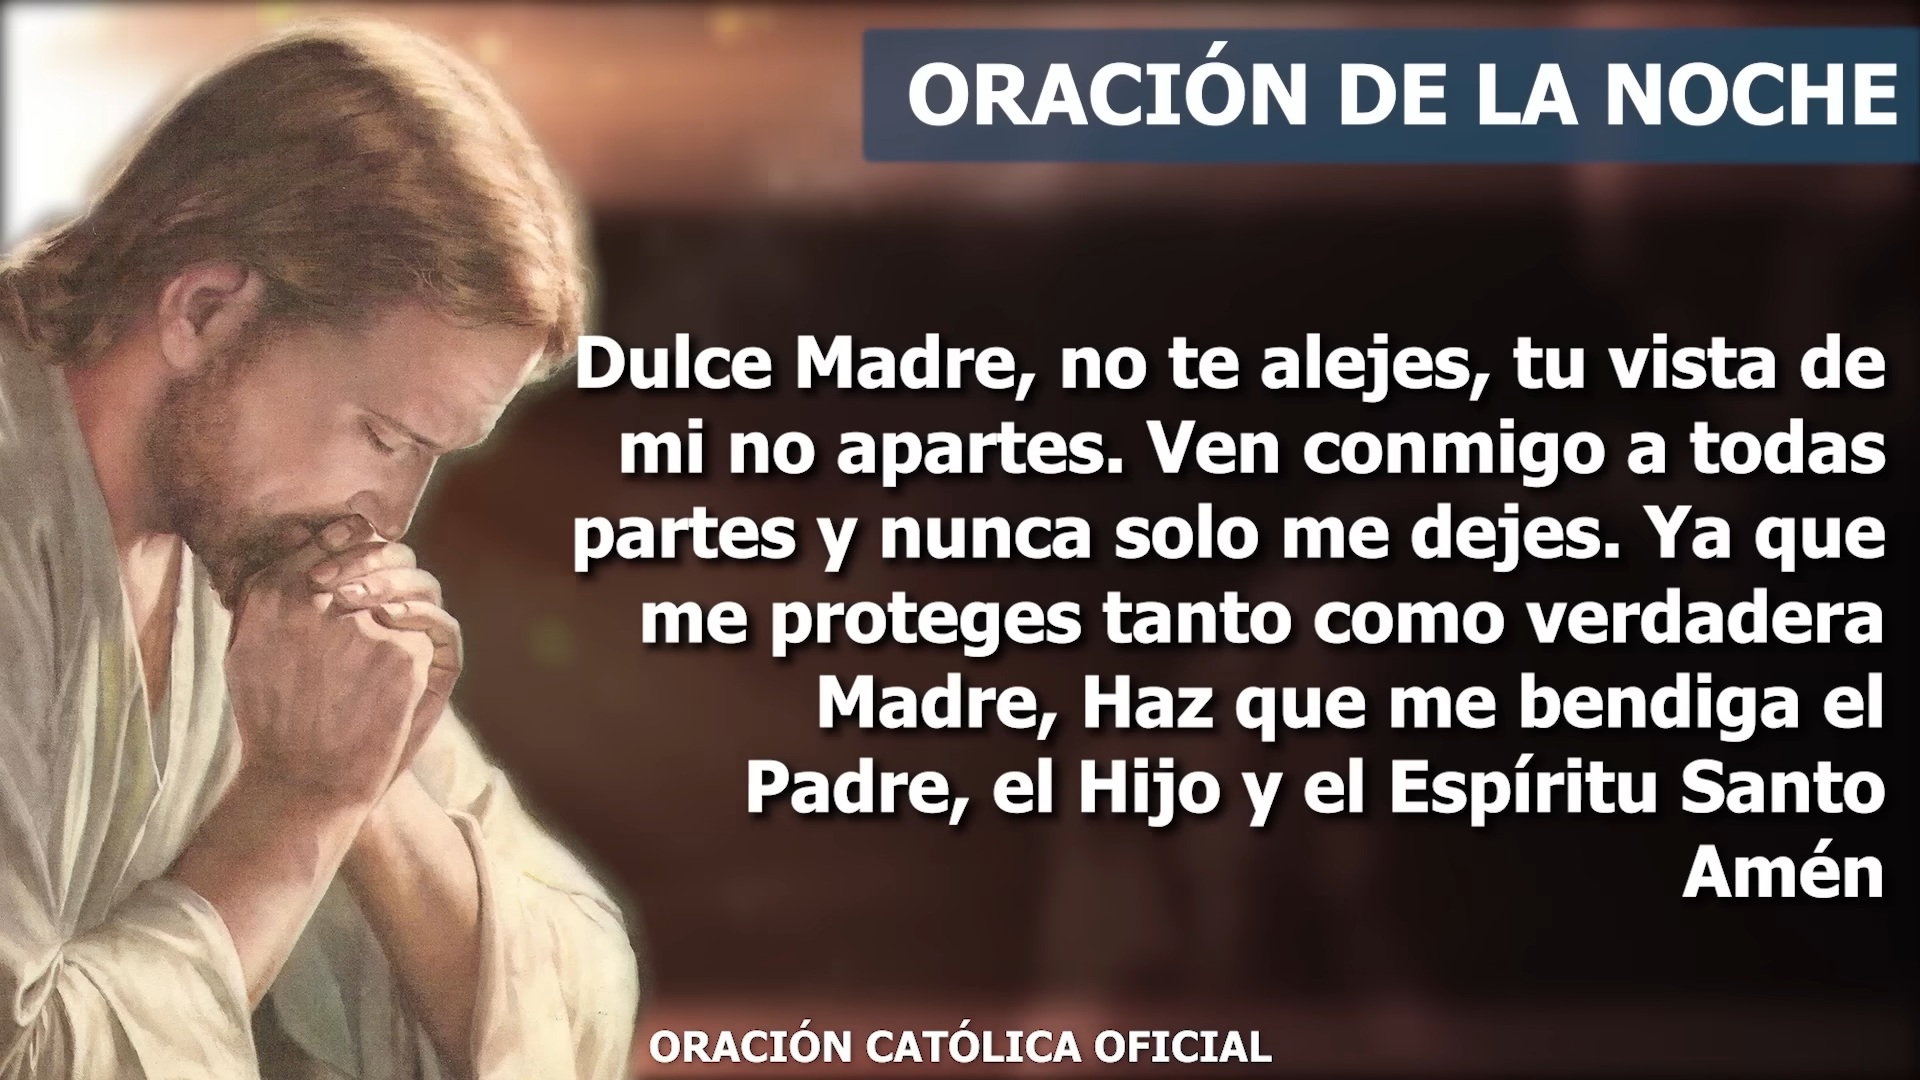 ORACIÓN DE LA NOCHE
Dulce Madre, no te alejes, tu vista de
mi no apartes. Ven conmigo a todas
partes y nunca solo me dejes. Ya que
me proteges tanto como verdadera
Madre, Haz que me bendiga el
Padre, el Hijo y el Espíritu Santo
Amén
ORACIÓN CATÓLICA OFICIAL